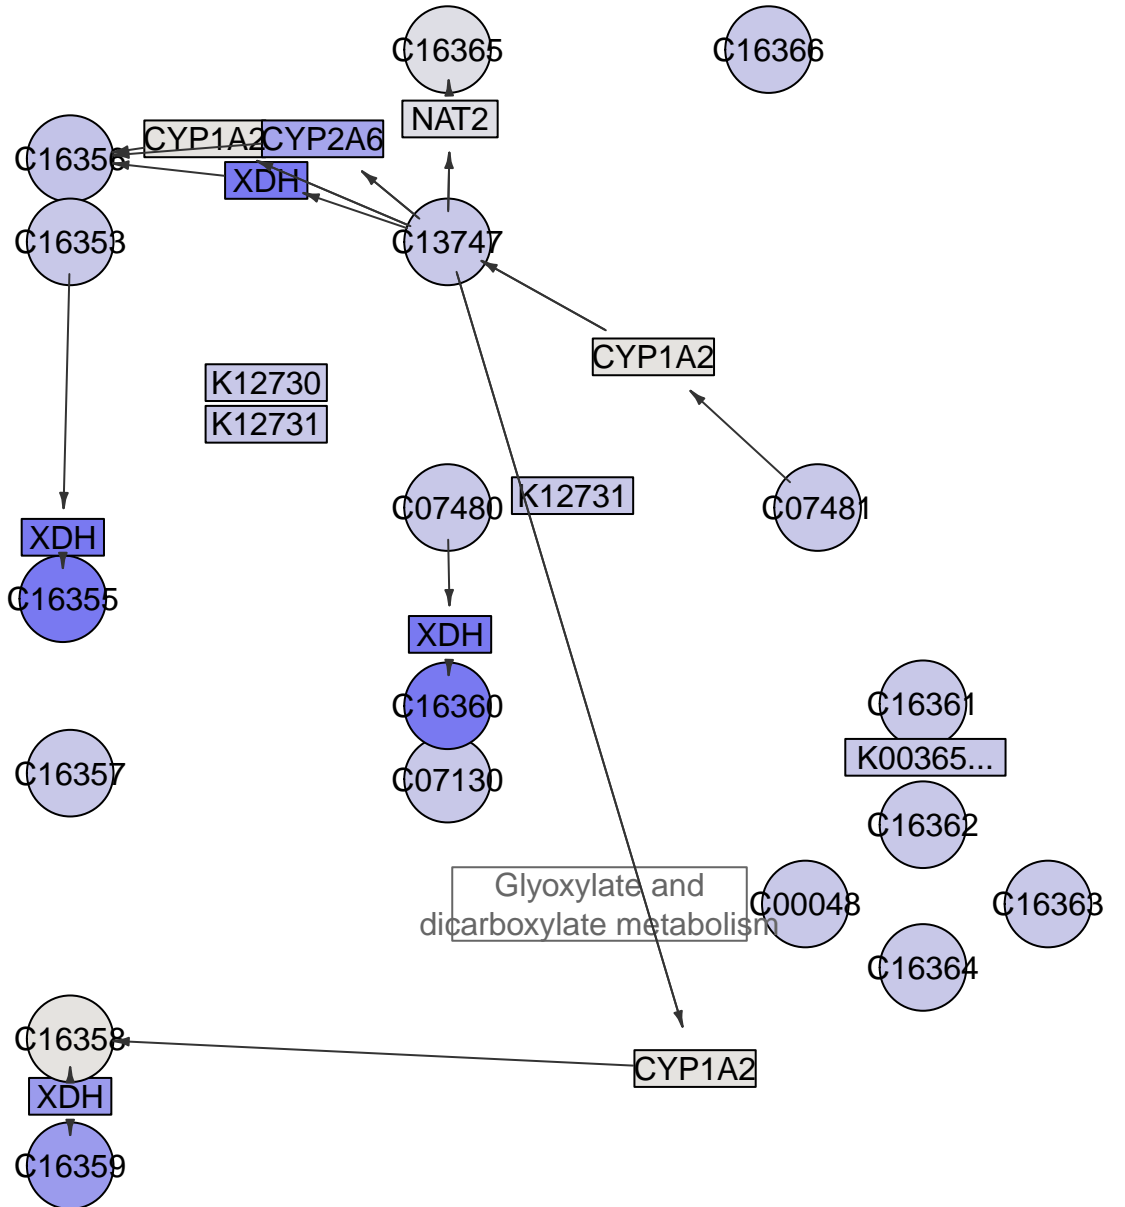 C16365
C16366
NAT2
CYP1A2
CYP2A6
C16356
XDH
C16353
C13747
CYP1A2
K12730
K12731
C07480
K12731
C07481
XDH
C16355
XDH
C16360
C16361
K00365...
C16357
C07130
C16362
Glyoxylate and
dicarboxylate metabolism
C00048
C16363
C16364
C16358
CYP1A2
XDH
C16359